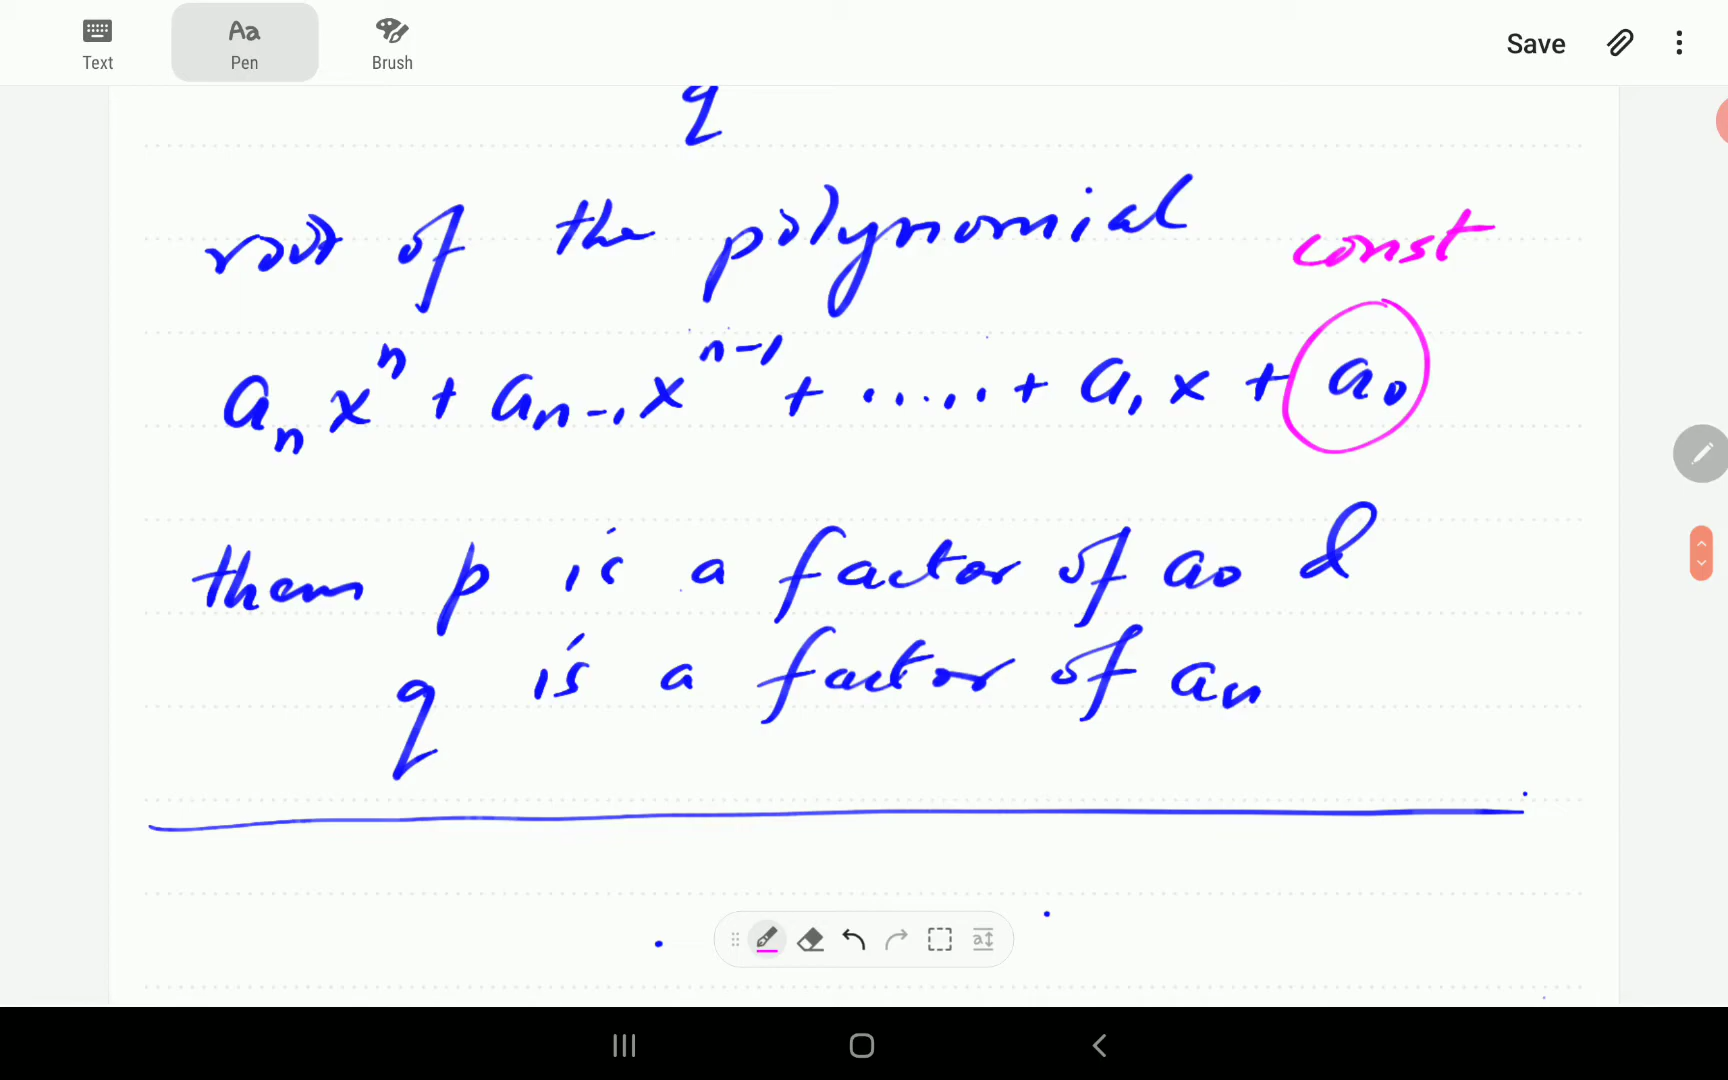 Text Pen Brush Save
q
root of the polynomial const
aₙxⁿ + aₙ₋₁xⁿ⁻¹ + ..... + a₁x + a₀
then p is a factor of a₀ &
q is a factor of aₙ